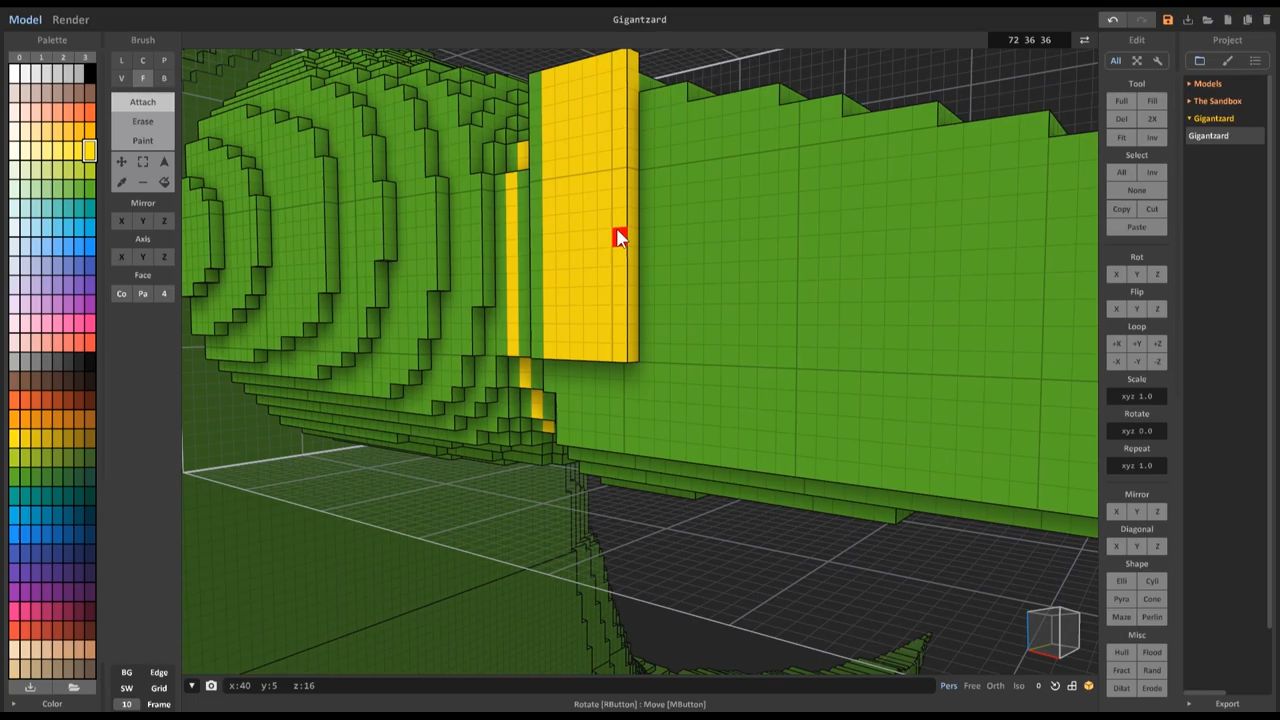 Model Render
Gigantzard
Palette
Brush
72 36 36
Edit
Project
0 1 2 3
L C P
All
V F B
Models
Tool
Attach
Full Fill
The Sandbox
Erase
Del 2X
Gigantzard
Paint
Fit Inv
Gigantzard
Select
All Inv
None
Mirror
Copy Cut
X Y Z
Paste
Axis
X Y Z
Rot
Face
X Y Z
Co Pa 4
Flip
X Y Z
Loop
+X +Y +Z
-X -Y -Z
Scale
xyz 1.0
Rotate
xyz 0.0
Repeat
xyz 1.0
Mirror
X Y Z
Diagonal
X Y Z
Shape
Elli Cyli
Pyra Cone
Maze Perlin
Misc
Hull Flood
Fract Rand
Dilat Erode
BG Edge
SW Grid
10 Frame
x:40 y:5 z:16
Pers Free Orth Iso 0
Color
Rotate [RButton] : Move [MButton]
Export